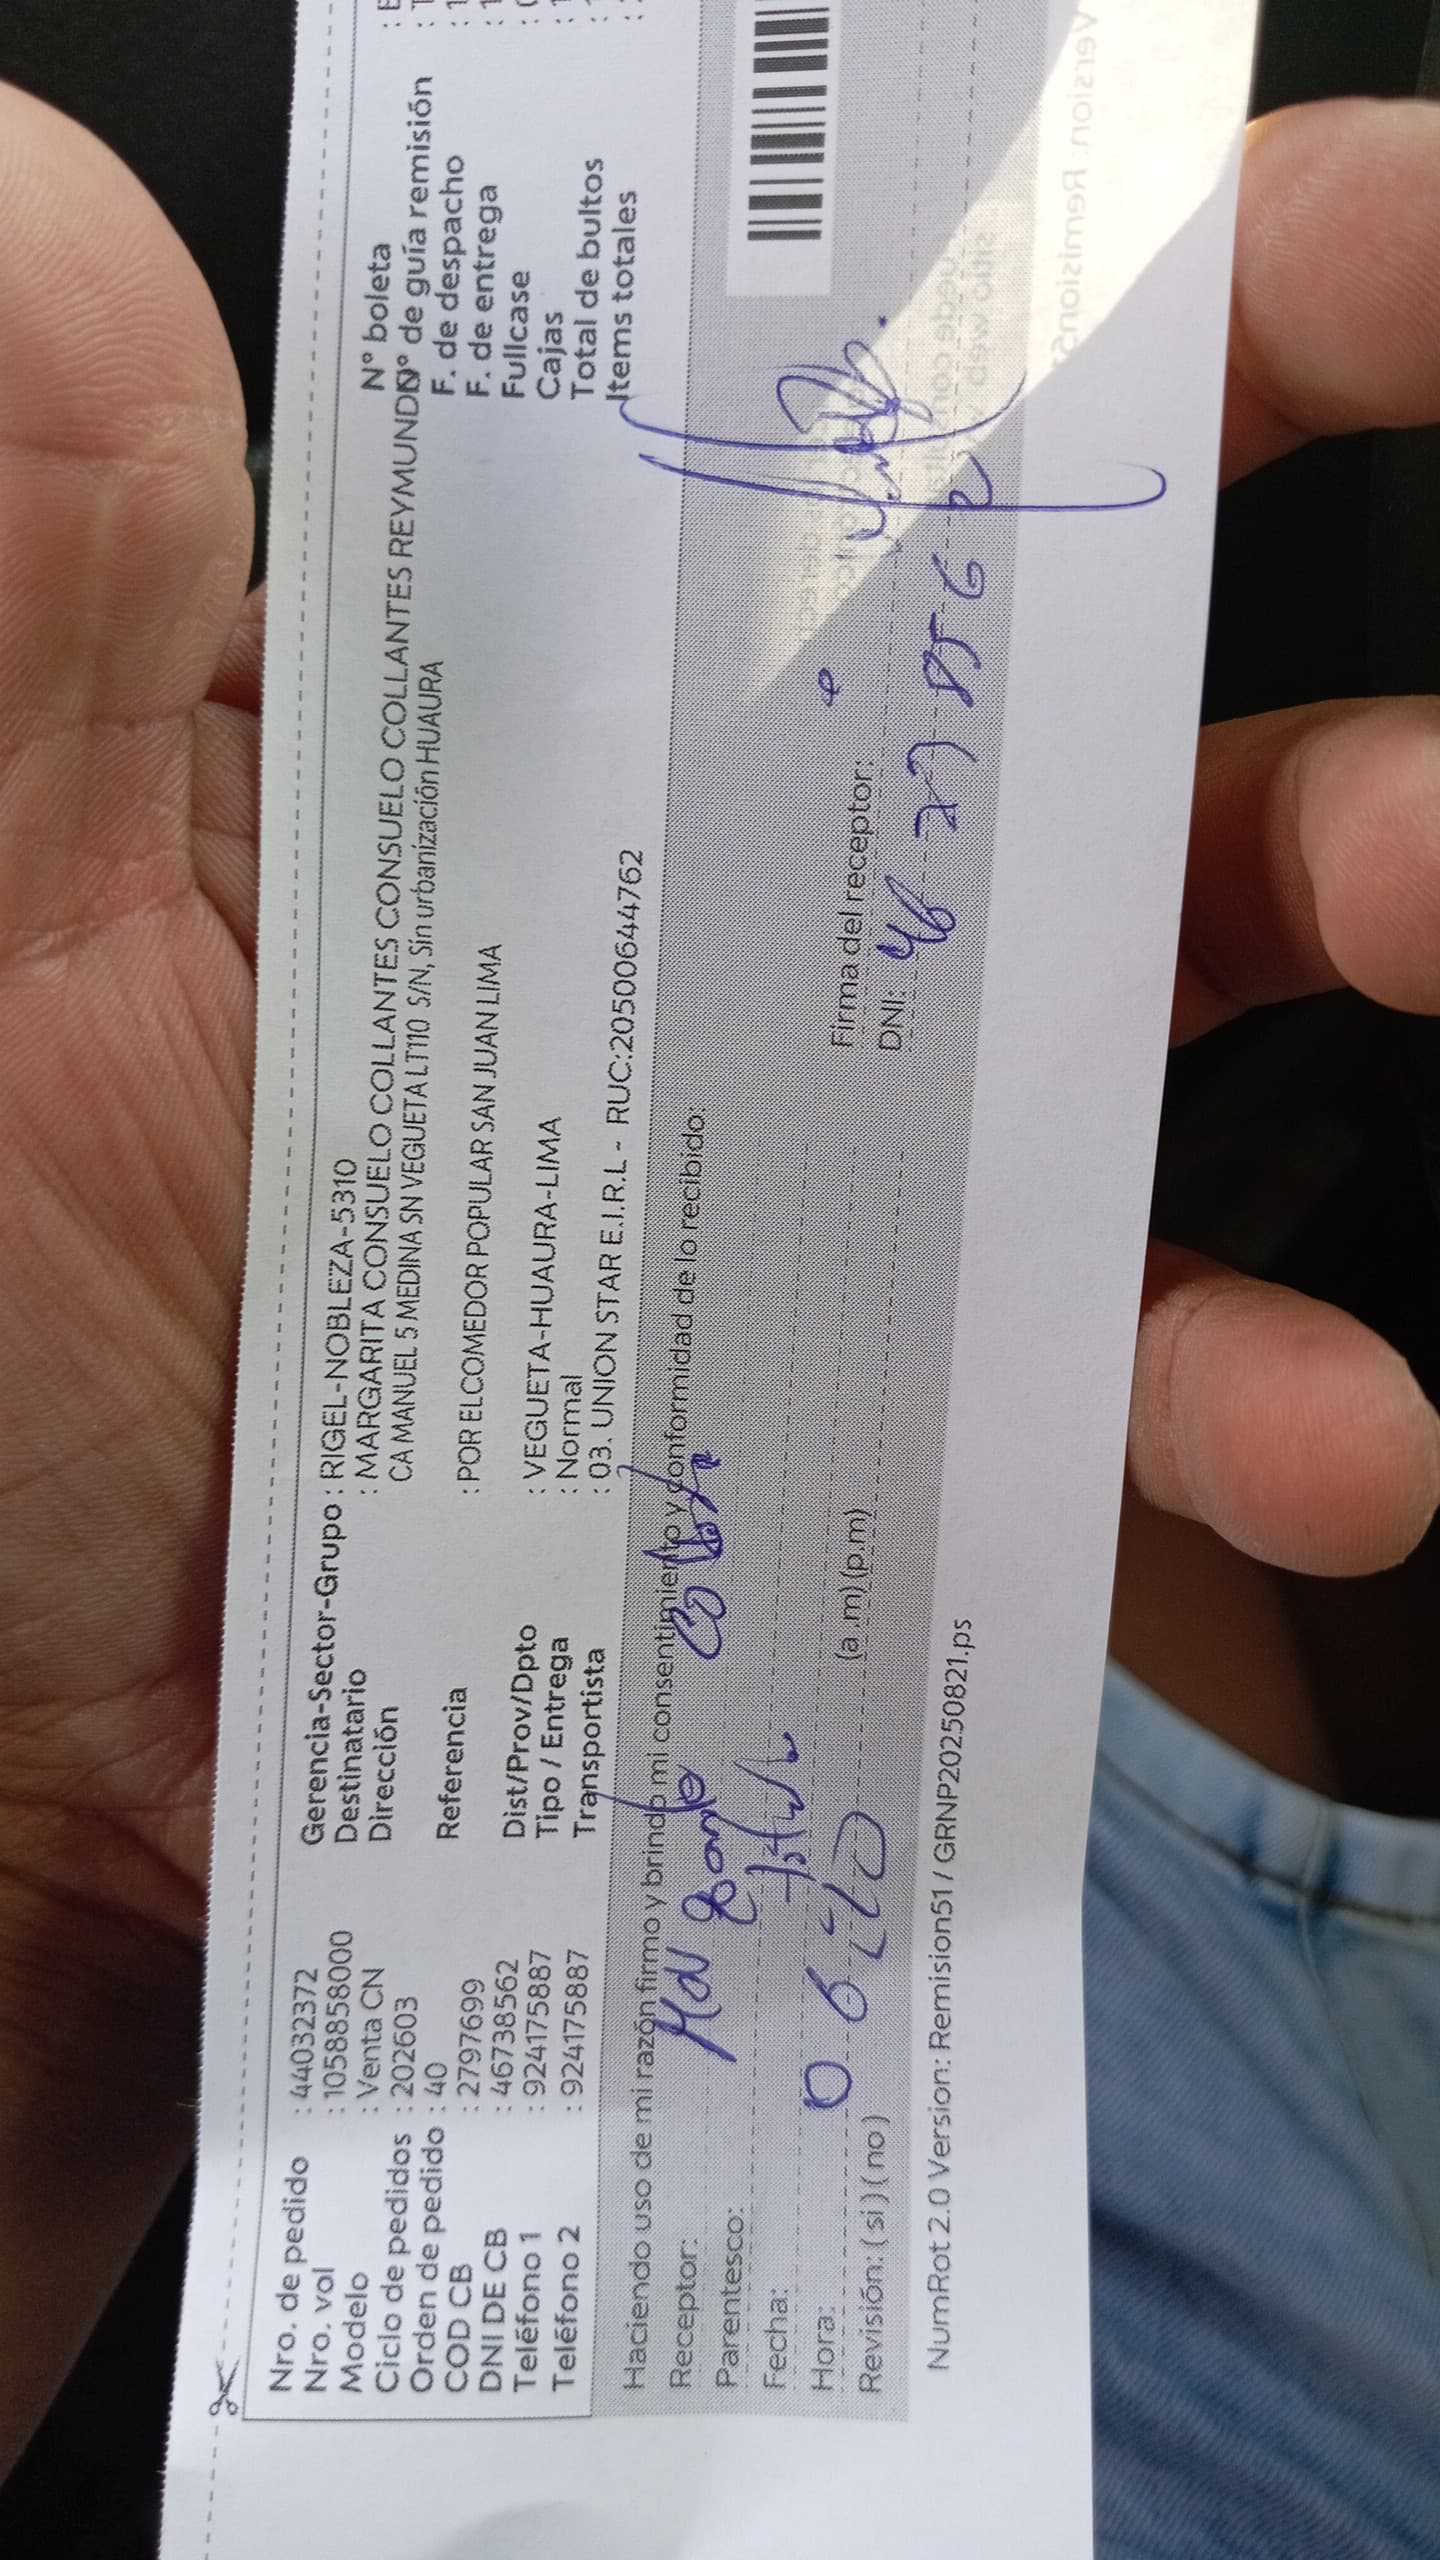 Nro. de pedido : 44032372
Nro. vol : 1058858000
Modelo : Venta CN
Ciclo de pedidos : 202603
Orden de pedido : 40
COD CB : 2797699
DNI DE CB : 46738562
Teléfono 1 : 924175887
Teléfono 2 : 924175887
Gerencia-Sector-Grupo : RIGEL-NOBLEZA-5310
Destinatario : MARGARITA CONSUELO COLLANTES CONSUELO COLLANTES REYMUNDO
Dirección CA MANUEL 5 MEDINA SN VEGUETA LT110 S/N, Sin urbanización HUAURA
Referencia : POR EL COMEDOR POPULAR SAN JUAN LIMA
Dist/Prov/Dpto : VEGUETA-HUAURA-LIMA
Tipo / Entrega : Normal
Transportista : 03. UNION STAR E.I.R.L - RUC:20500644762
N° boleta :
N° de guía remisión :
F. de despacho :
F. de entrega :
Fullcase :
Cajas :
Total de bultos :
Items totales :
Haciendo uso de mi razón firmo y brindo mi consentimiento y conformidad de lo recibido:
Receptor:
Parentesco:
Fecha:
Hora: (a .m) (p.m)
Revisión: ( si ) ( no )
Firma del receptor:
DNI:
NumRot 2.0 Version: Remision51 / GRNP20250821.ps